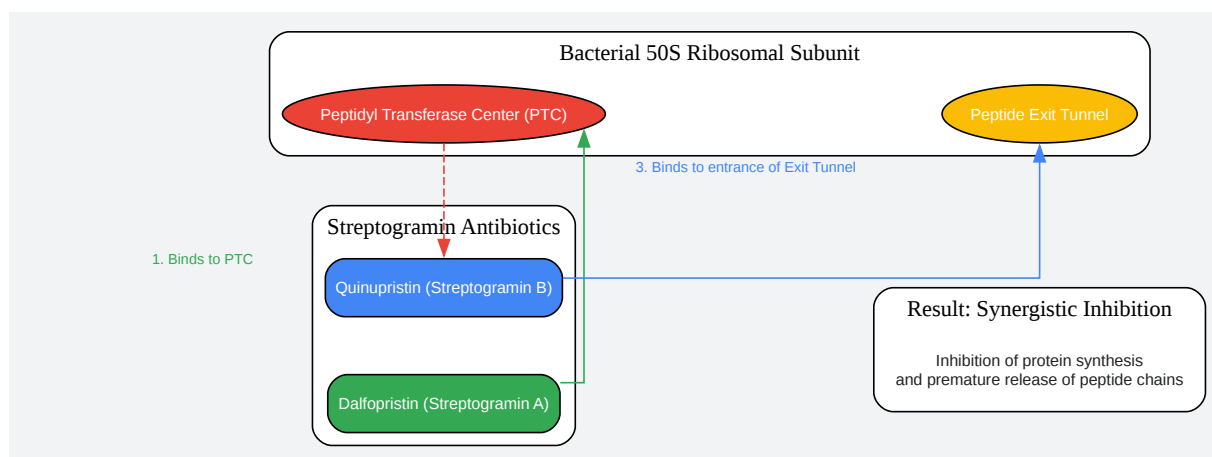 Bacterial 50S Ribosomal Subunit
Peptidyl Transferase Center (PTC)
Peptide Exit Tunnel
3. Binds to entrance of Exit Tunnel
Streptogramin Antibiotics
1. Binds to PTC
Quinupristin (Streptogramin B)
Dalfopristin (Streptogramin A)
Result: Synergistic Inhibition
Inhibition of protein synthesis
and premature release of peptide chains